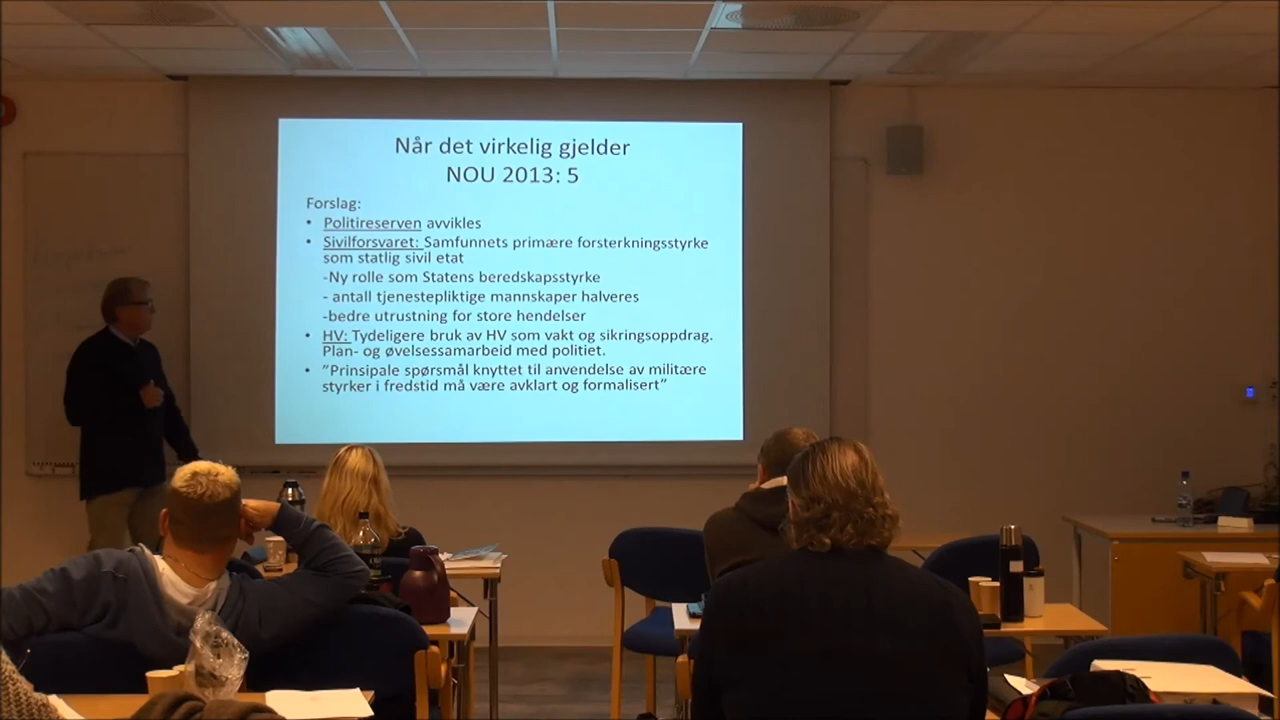 Når det virkelig gjelder
NOU 2013: 5
Forslag:
• Politireserven avvikles
• Sivilforsvaret: Samfunnets primære forsterkningsstyrke
som statlig sivil etat
-Ny rolle som Statens beredskapsstyrke
- antall tjenestepliktige mannskaper halveres
-bedre utrustning for store hendelser
• HV: Tydeligere bruk av HV som vakt og sikringsoppdrag.
Plan- og øvelsessamarbeid med politiet.
• ”Prinsipale spørsmål knyttet til anvendelse av militære
styrker i fredstid må være avklart og formalisert”